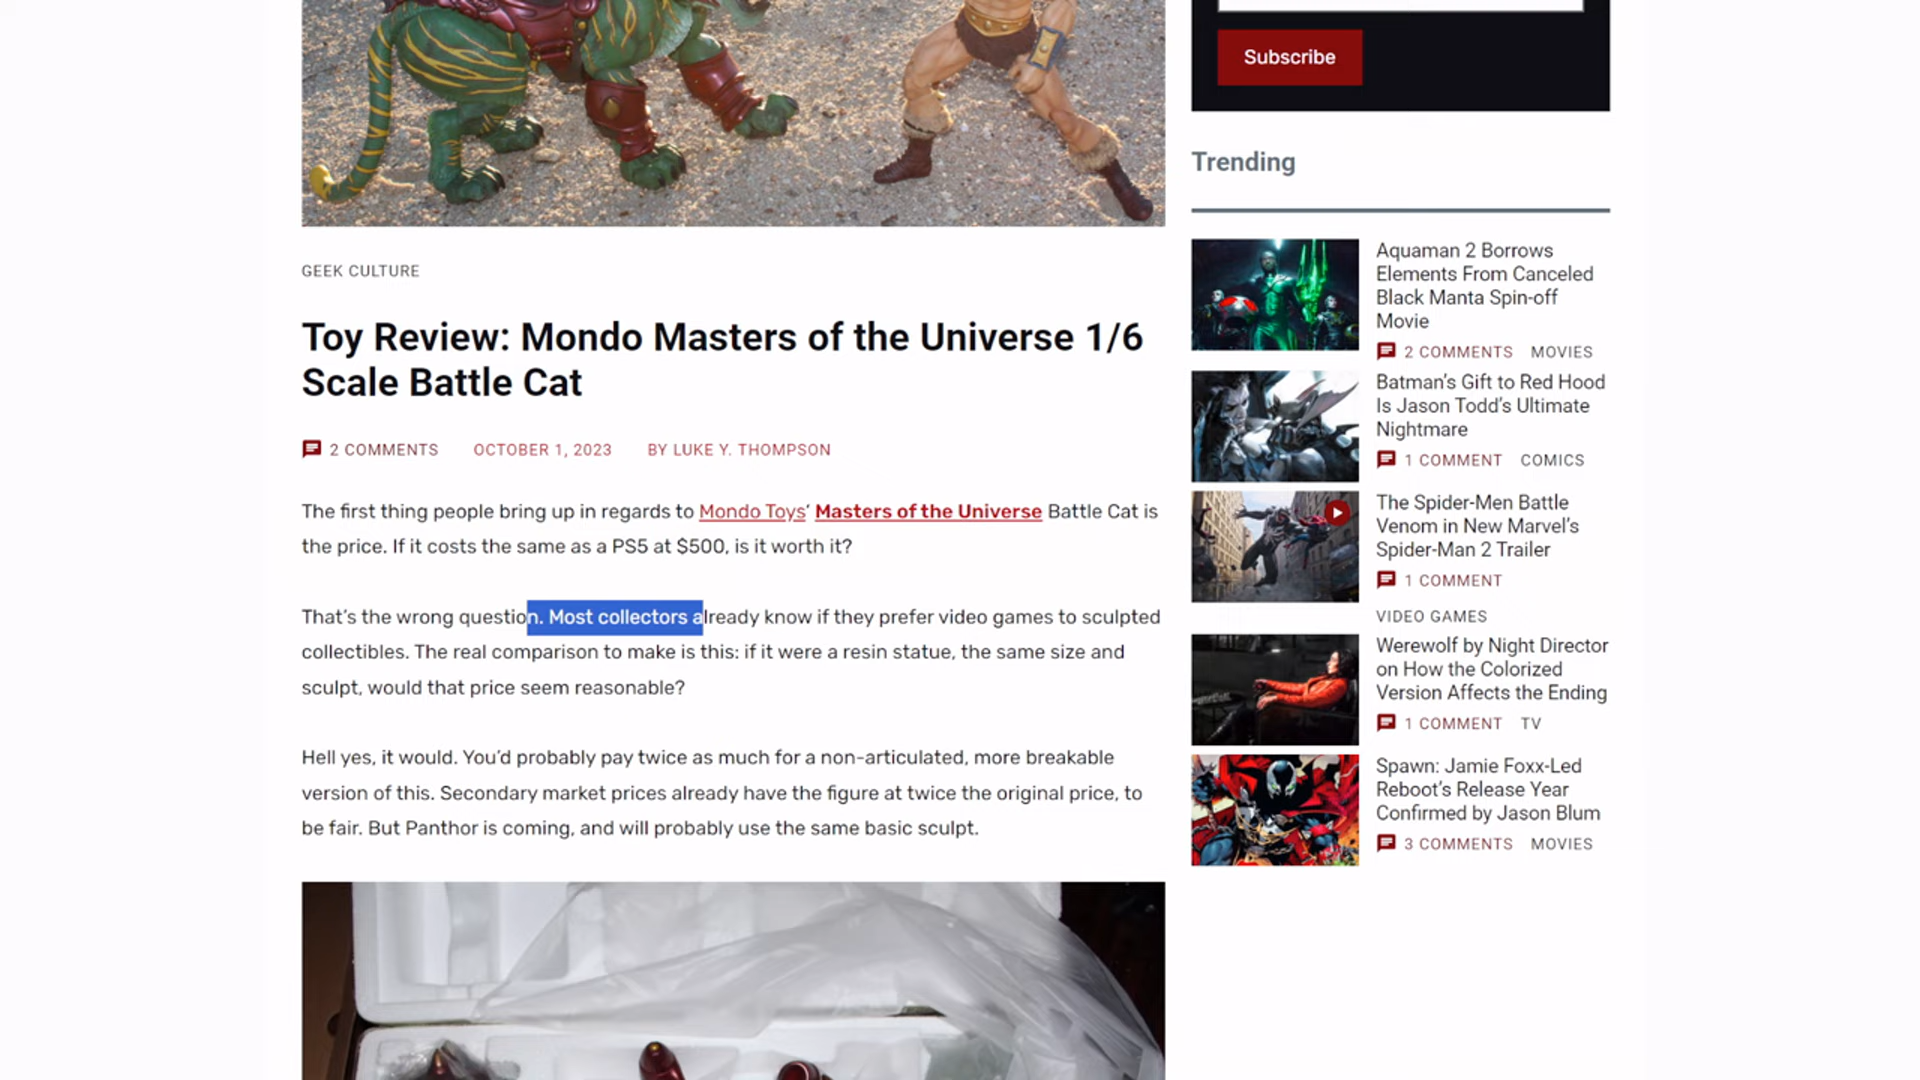 Subscribe
GEEK CULTURE
Toy Review: Mondo Masters of the Universe 1/6
Scale Battle Cat
2 COMMENTS OCTOBER 1, 2023 BY LUKE Y. THOMPSON
The first thing people bring up in regards to Mondo Toys‘ Masters of the Universe Battle Cat is
the price. If it costs the same as a PS5 at $500, is it worth it?
That’s the wrong question. Most collectors already know if they prefer video games to sculpted
collectibles. The real comparison to make is this: if it were a resin statue, the same size and
sculpt, would that price seem reasonable?
Hell yes, it would. You’d probably pay twice as much for a non-articulated, more breakable
version of this. Secondary market prices already have the figure at twice the original price, to
be fair. But Panthor is coming, and will probably use the same basic sculpt.
Trending
Aquaman 2 Borrows
Elements From Canceled
Black Manta Spin-off
Movie
2 COMMENTS MOVIES
Batman’s Gift to Red Hood
Is Jason Todd’s Ultimate
Nightmare
1 COMMENT COMICS
The Spider-Men Battle
Venom in New Marvel’s
Spider-Man 2 Trailer
1 COMMENT
VIDEO GAMES
Werewolf by Night Director
on How the Colorized
Version Affects the Ending
1 COMMENT TV
Spawn: Jamie Foxx-Led
Reboot’s Release Year
Confirmed by Jason Blum
3 COMMENTS MOVIES